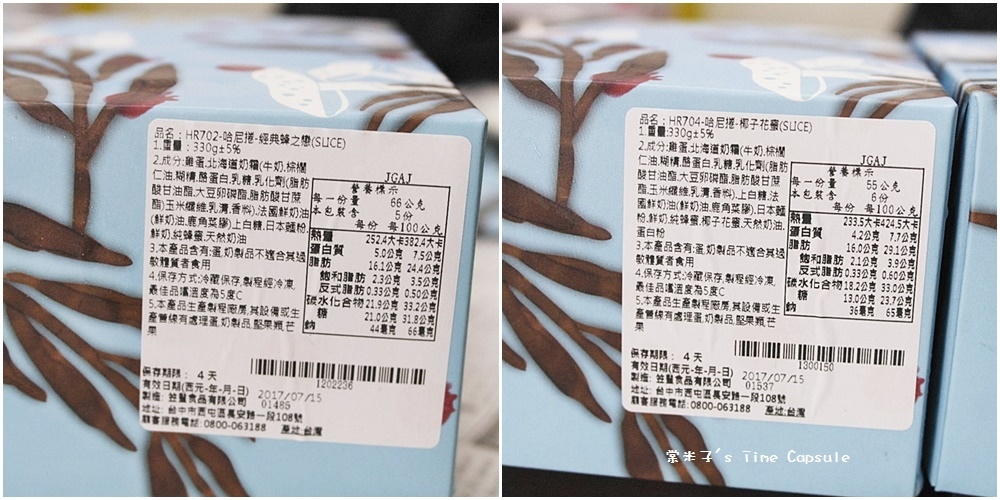 品名：HR702-哈尼捲-經典蜂之戀(SLICE)
1.重量：330g±5%
2.成分:雞蛋,北海道奶霜(牛奶,棕櫚
仁油,糊精,酪蛋白,乳糖,乳化劑(脂肪
酸甘油酯,大豆卵磷酯,脂肪酸甘蔗
酯),玉米纖維,乳清,香料),法國鮮奶油
(鮮奶油,鹿角菜膠),上白糖,日本麵粉
,鮮奶,純蜂蜜,天然奶油
3.本產品含有:蛋,奶製品不適合其過
敏體質者食用
4.保存方式:冷藏保存,製程經冷凍,
最佳品嚐溫度為5度C
5.本產品生產製程廠房,其設備或生
產管線有處理蛋,奶製品,堅果類,芒
果
JGAJ
營養標示
每一份量 66公克
本包裝含 5份
每份 每100公克
熱量 252.4大卡382.4大卡
蛋白質 5.0公克 7.5公克
脂肪 16.1公克 24.4公克
飽和脂肪 2.3公克 3.5公克
反式脂肪 0.33公克 0.50公克
碳水化合物 21.9公克 33.2公克
糖 21.0公克 31.8公克
鈉 44毫克 66毫克
1202236
保存期限： 4 天
有效日期(西元-年-月-日) 2017/07/15
製造: 笠豐食品有限公司 01485
地址: 台中市西屯區長安路一段108號
顧客服務電話: 0800-063188 產地:台灣
品名：HR704-哈尼捲-椰子花蜜(SLICE)
1.重量:330g±5%
2.成分:雞蛋,北海道奶霜(牛奶,棕櫚
仁油,糊精,酪蛋白,乳糖,乳化劑(脂肪
酸甘油酯,大豆卵磷酯,脂肪酸甘蔗
酯),玉米纖維,乳清,香料),上白糖,法
國鮮奶油(鮮奶油,鹿角菜膠),日本麵
粉,鮮奶,純蜂蜜,椰子花蜜,天然奶油,
蛋白粉
3.本產品含有:蛋,奶製品不適合其過
敏體質者食用
4.保存方式:冷藏保存,製程經冷凍,
最佳品嚐溫度為5度C
5.本產品生產製程廠房,其設備或生
產管線有處理蛋,奶製品,堅果類,芒
果
JGAJ
營養標示
每一份量 55公克
本包裝含 6份
每份 每100公克
熱量 233.5大卡424.5大卡
蛋白質 4.2公克 7.7公克
脂肪 16.0公克 29.1公克
飽和脂肪 2.1公克 3.9公克
反式脂肪 0.33公克 0.60公克
碳水化合物 18.2公克 33.0公克
糖 13.0公克 23.7公克
鈉 36毫克 65毫克
1300150
保存期限： 4 天
有效日期(西元-年-月-日) 2017/07/15
製造: 笠豐食品有限公司 01537
地址: 台中市西屯區長安路一段108號
顧客服務電話: 0800-063188 產地:台灣
棠米子's Time Capsule